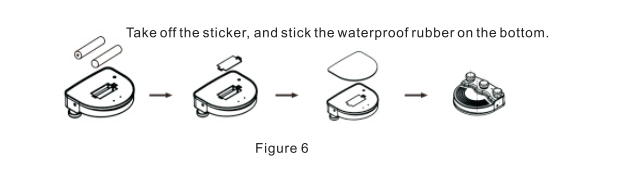 Take off the sticker, and stick the waterproof rubber on the bottom.
Figure 6